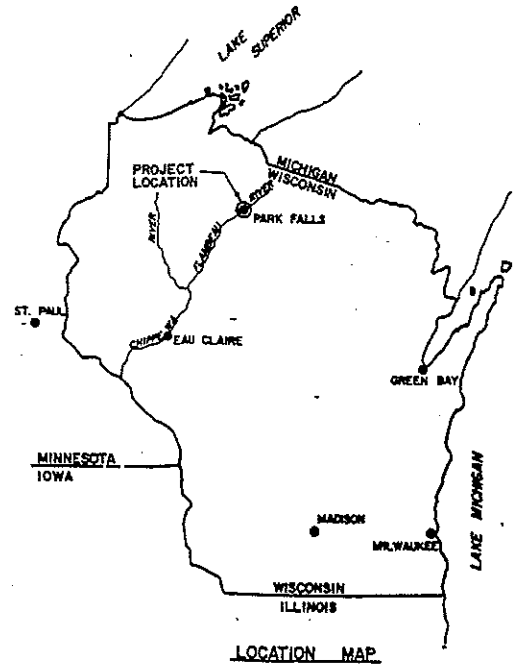 LAKE
SUPERIOR
MICHIGAN
WISCONSIN
PROJECT
LOCATION
RIVER
PARK FALLS
RIVER
FLAMBEAU
ST. PAUL
CHIPPEWA
EAU CLAIRE
GREEN BAY
MINNESOTA
IOWA
LAKE MICHIGAN
MADISON
MILWAUKEE
WISCONSIN
ILLINOIS
LOCATION MAP